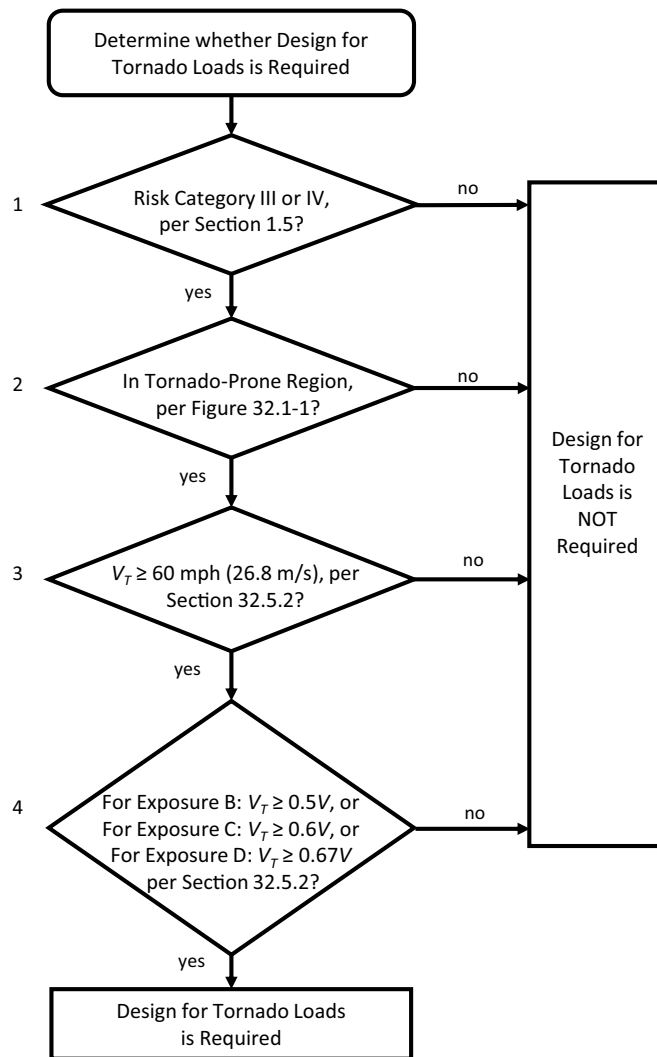 Determine whether Design for
Tornado Loads is Required
1
Risk Category III or IV,
per Section 1.5?
no
yes
2
In Tornado-Prone Region,
per Figure 32.1-1?
no
yes
Design for
Tornado
Loads is
NOT
Required
3
V_T ≥ 60 mph (26.8 m/s), per
Section 32.5.2?
no
yes
4
For Exposure B: V_T ≥ 0.5V, or
For Exposure C: V_T ≥ 0.6V, or
For Exposure D: V_T ≥ 0.67V
per Section 32.5.2?
no
yes
Design for Tornado Loads
is Required